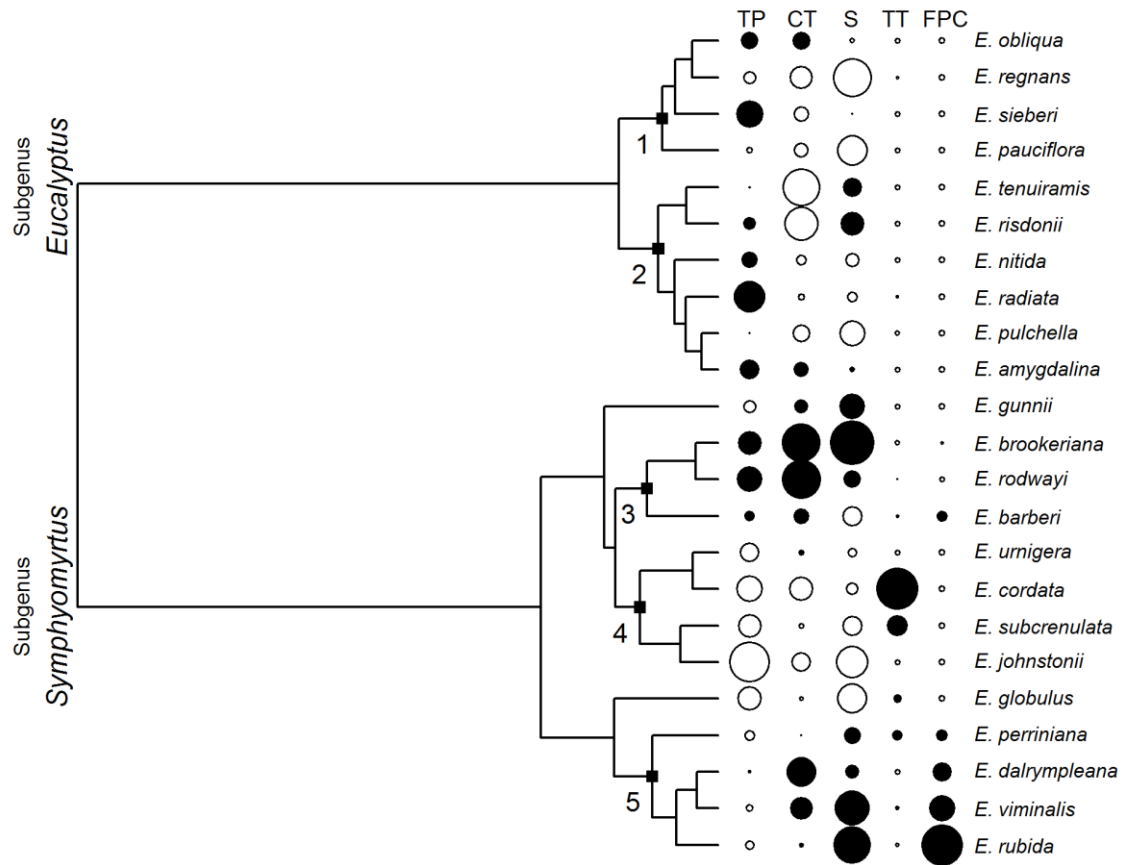 TP CT S TT FPC
E. obliqua
E. regnans
E. sieberi
1
E. pauciflora
Subgenus
Eucalyptus
E. tenuiramis
E. risdonii
2
E. nitida
E. radiata
E. pulchella
E. amygdalina
E. gunnii
E. brookeriana
E. rodwayi
3
E. barberi
E. urnigera
E. cordata
4
E. subcrenulata
Subgenus
Symphyomyrtus
E. johnstonii
E. globulus
E. perriniana
5
E. dalrympleana
E. viminalis
E. rubida